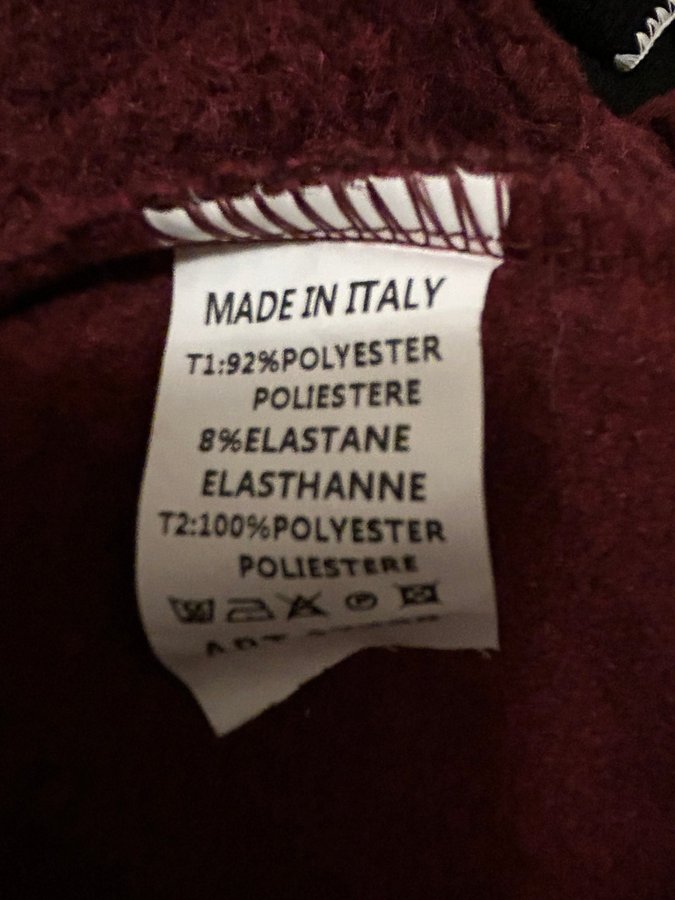 MADE IN ITALY
T1:92%POLYESTER
POLIESTERE
8%ELASTANE
ELASTHANNE
T2:100%POLYESTER
POLIESTERE
P